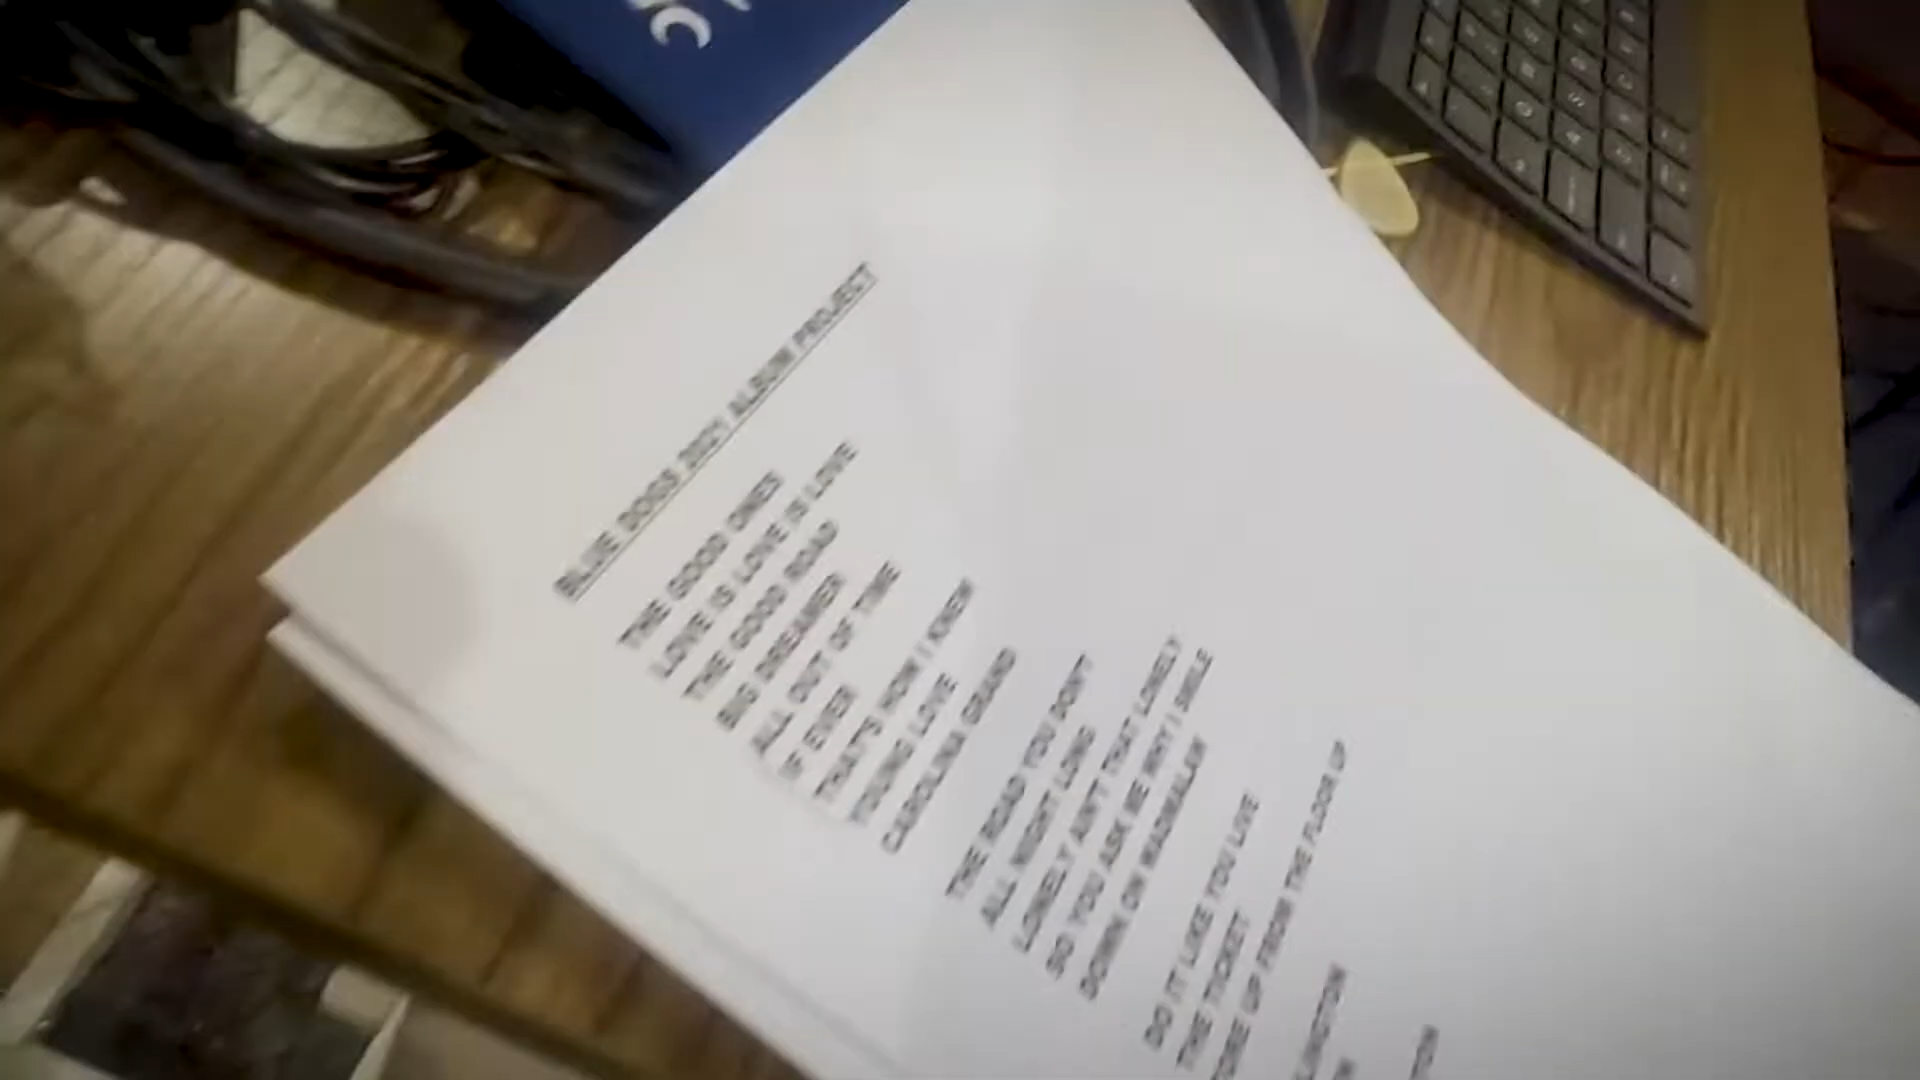 BLUE DOGS 2021 ALBUM PROJECT
THE GOOD ONES
LOVE IS LOVE IS LOVE
THE GOOD ROAD
BIG DREAMER
ALL OUT OF TIME
IF EVER
THAT'S HOW I KNEW
YOUNG LOVE
CAROLINA GRAND
THE ROAD YOU DON'T
ALL NIGHT LONG
LONELY AIN'T THAT LONELY
SO YOU ASK ME WHY I SMILE
DOWN ON WADMALAW
DO IT LIKE YOU LIVE
THE TICKET
UP FROM THE FLOOR UP